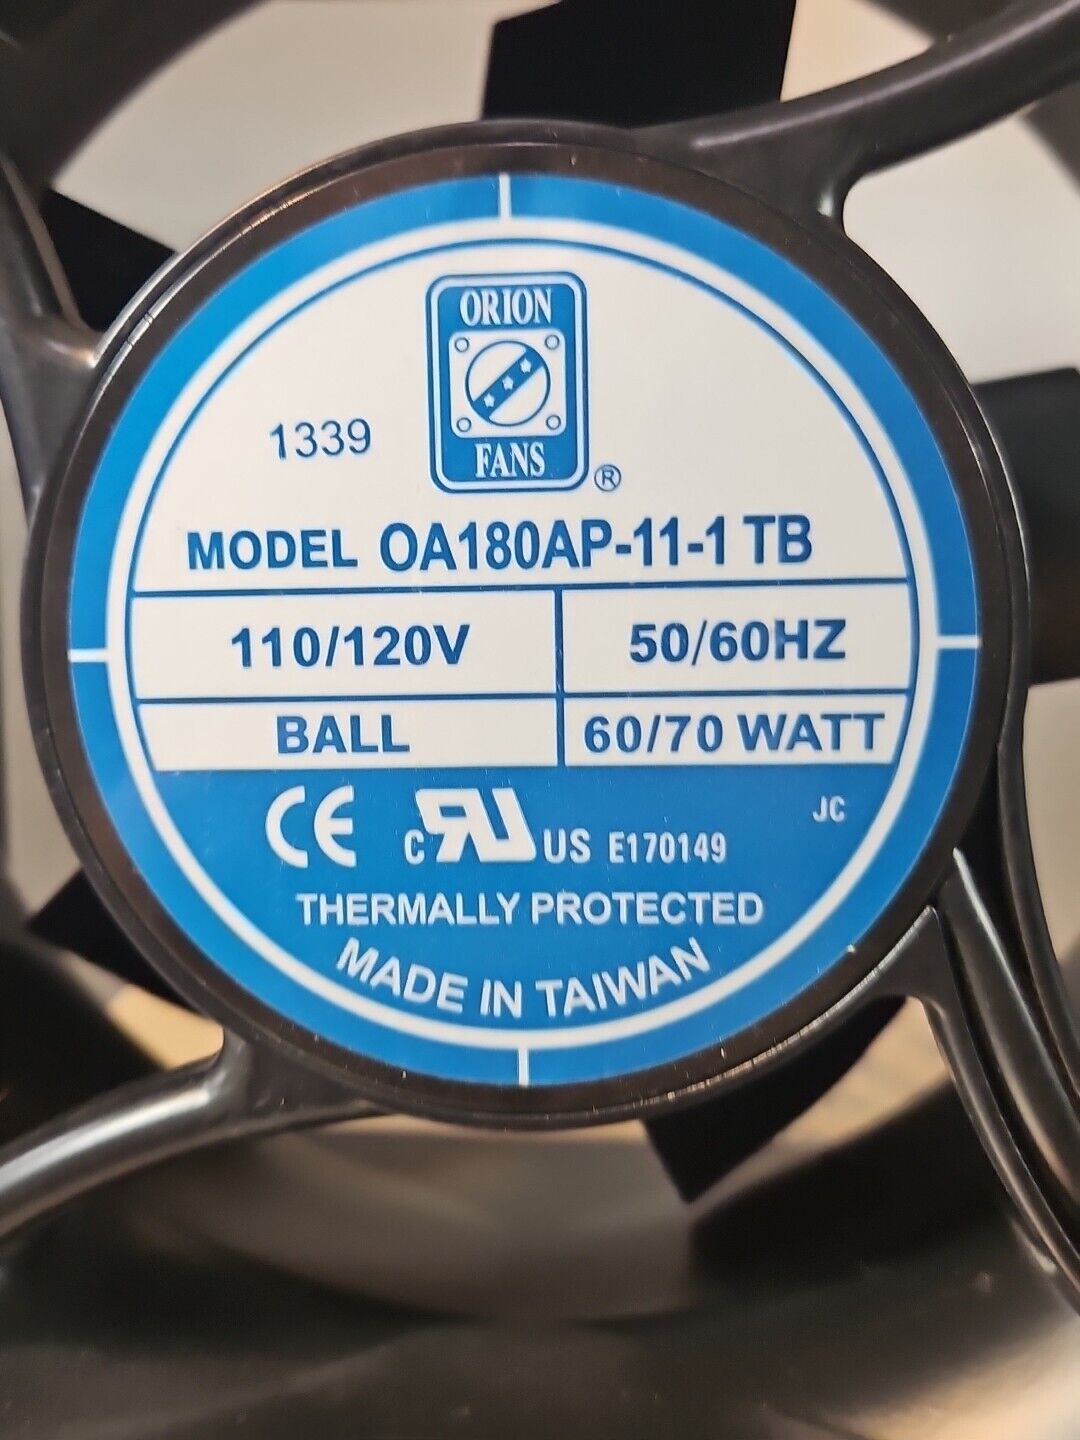 ORION
FANS
®
1339
MODEL OA180AP-11-1 TB
110/120V 50/60HZ
BALL 60/70 WATT
CE c RU US E170149
JC
THERMALLY PROTECTED
MADE IN TAIWAN